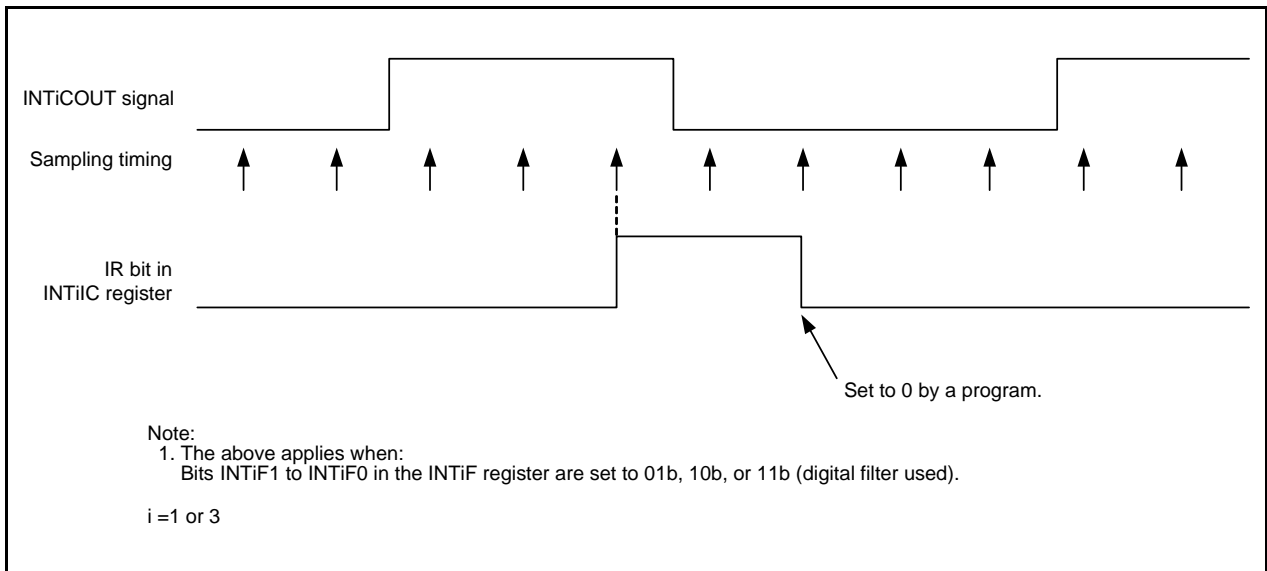 INTiCOUT signal
Sampling timing
IR bit in
INTiIC register
Set to 0 by a program.
Note:
1. The above applies when:
Bits INTiF1 to INTiF0 in the INTiF register are set to 01b, 10b, or 11b (digital filter used).
i =1 or 3